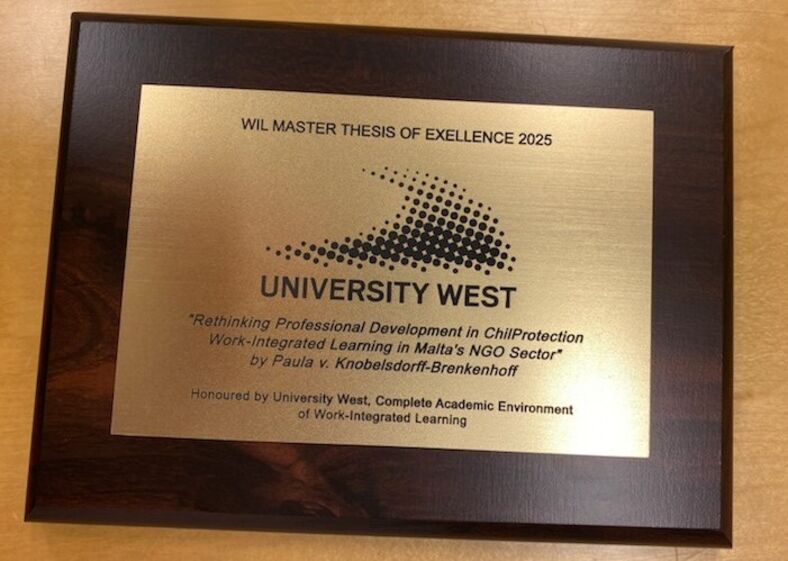 WIL MASTER THESIS OF EXELLENCE 2025
UNIVERSITY WEST
"Rethinking Professional Development in ChilProtection
Work-Integrated Learning in Malta's NGO Sector"
by Paula v. Knobelsdorff-Brenkenhoff
Honoured by University West, Complete Academic Environment
of Work-Integrated Learning